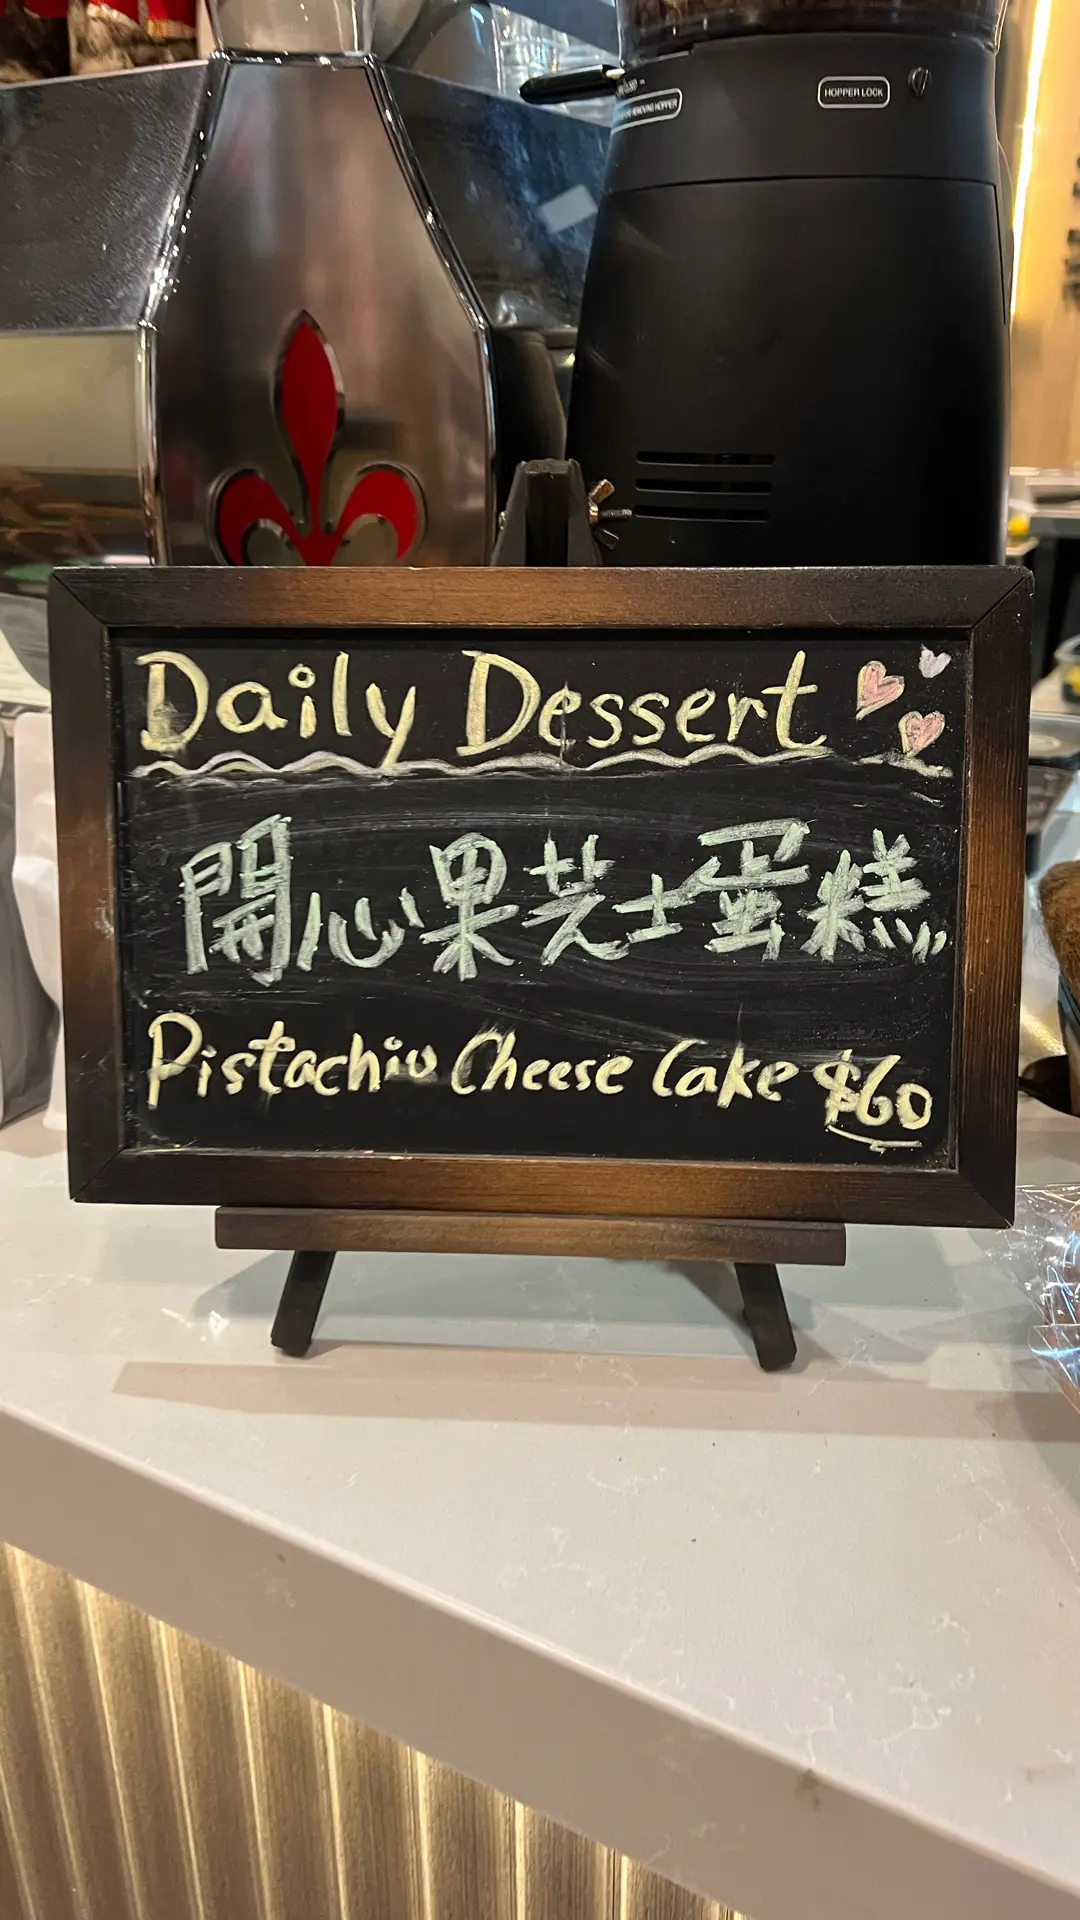 HOPPER LOCK
Daily Dessert
開心果芝士蛋糕
Pistachio Cheese Cake $60